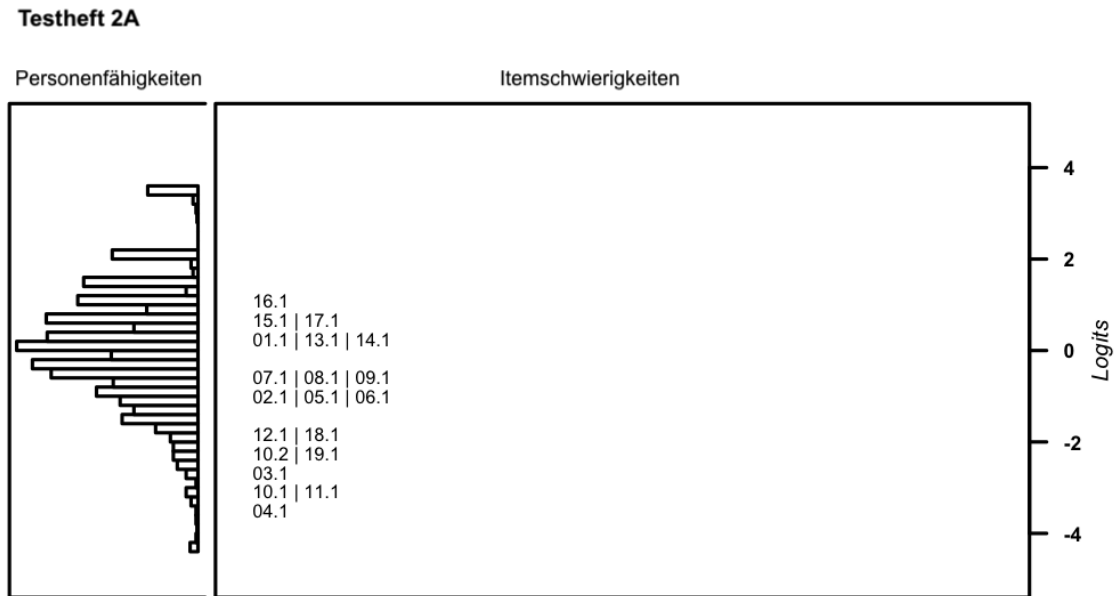 Testheft 2A
Personenfähigkeiten
Itemschwierigkeiten
4
2
16.1
15.1 | 17.1
01.1 | 13.1 | 14.1
0
Logits
07.1 | 08.1 | 09.1
02.1 | 05.1 | 06.1
12.1 | 18.1
-2
10.2 | 19.1
03.1
10.1 | 11.1
04.1
-4